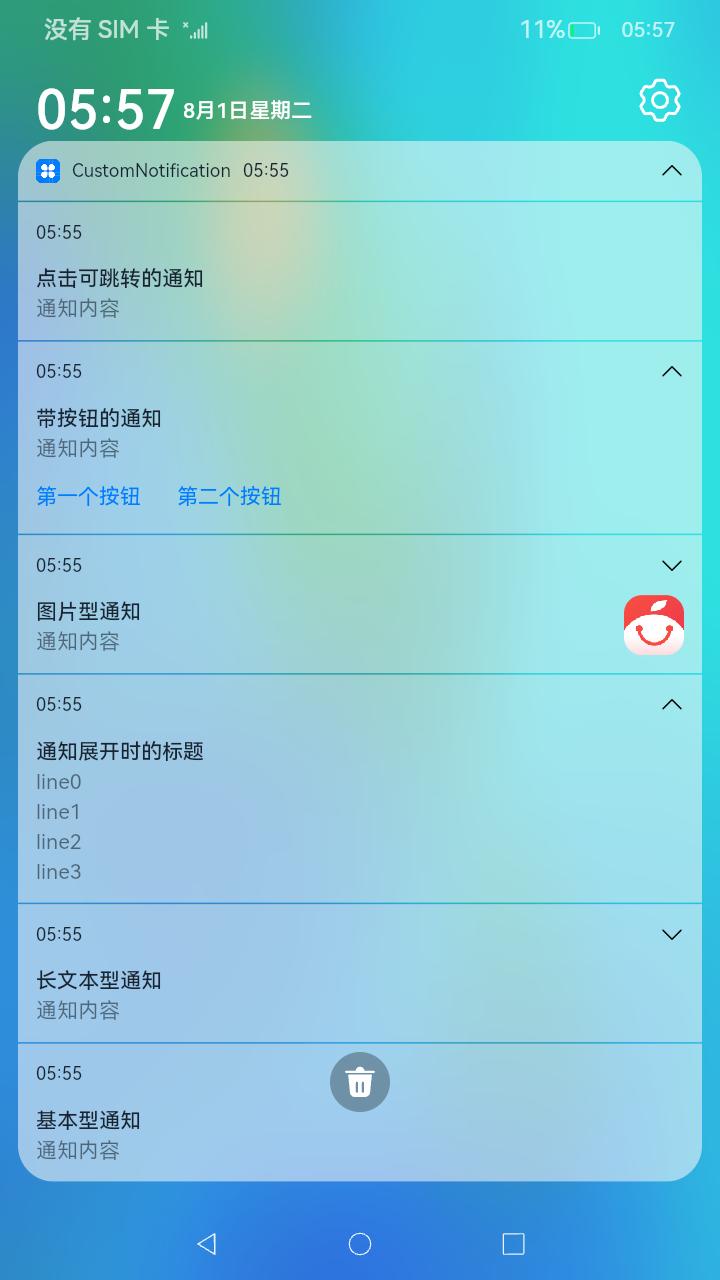 没有 SIM 卡
11%
05:57
05:57 8月1日星期二
CustomNotification 05:55
05:55
点击可跳转的通知
通知内容
05:55
带按钮的通知
通知内容
第一个按钮 第二个按钮
05:55
图片型通知
通知内容
05:55
通知展开时的标题
line0
line1
line2
line3
05:55
长文本型通知
通知内容
05:55
基本型通知
通知内容